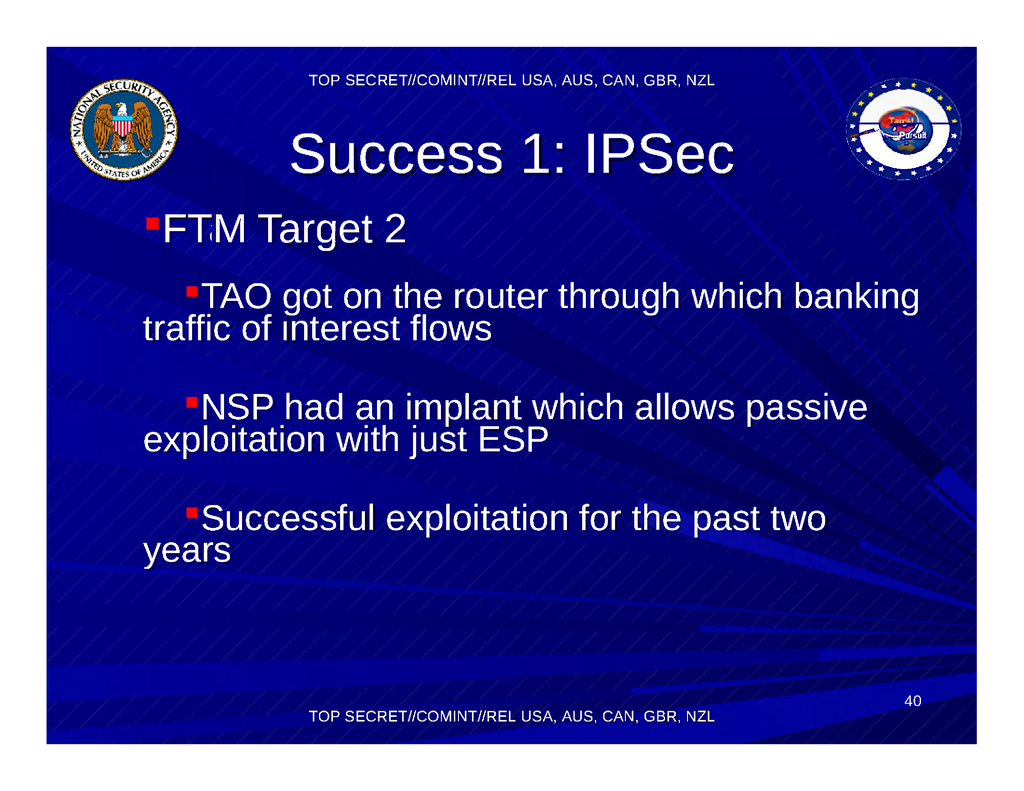 TOP SECRET//COMINT//REL USA, AUS, CAN, GBR, NZL
NATIONAL SECURITY AGENCY
UNITED STATES OF AMERICA
Target
Pursuit
Success 1: IPSec
FTM Target 2
TAO got on the router through which banking
traffic of interest flows
NSP had an implant which allows passive
exploitation with just ESP
Successful exploitation for the past two
years
40
TOP SECRET//COMINT//REL USA, AUS, CAN, GBR, NZL